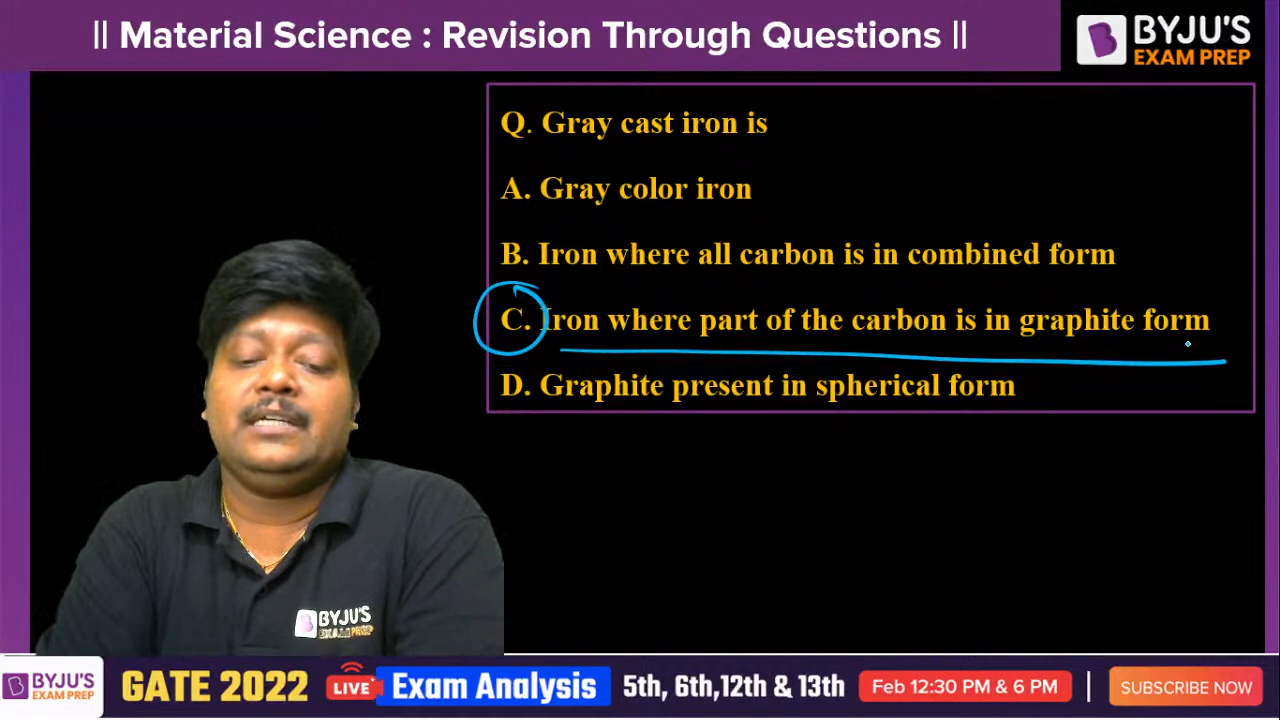 || Material Science : Revision Through Questions ||
BYJU'S
EXAM PREP
Q. Gray cast iron is
A. Gray color iron
B. Iron where all carbon is in combined form
C. Iron where part of the carbon is in graphite form
D. Graphite present in spherical form
BYJU'S
EXAM PREP
BYJU'S
EXAM PREP
GATE 2022
LIVE
Exam Analysis
5th, 6th,12th & 13th
Feb 12:30 PM & 6 PM
SUBSCRIBE NOW